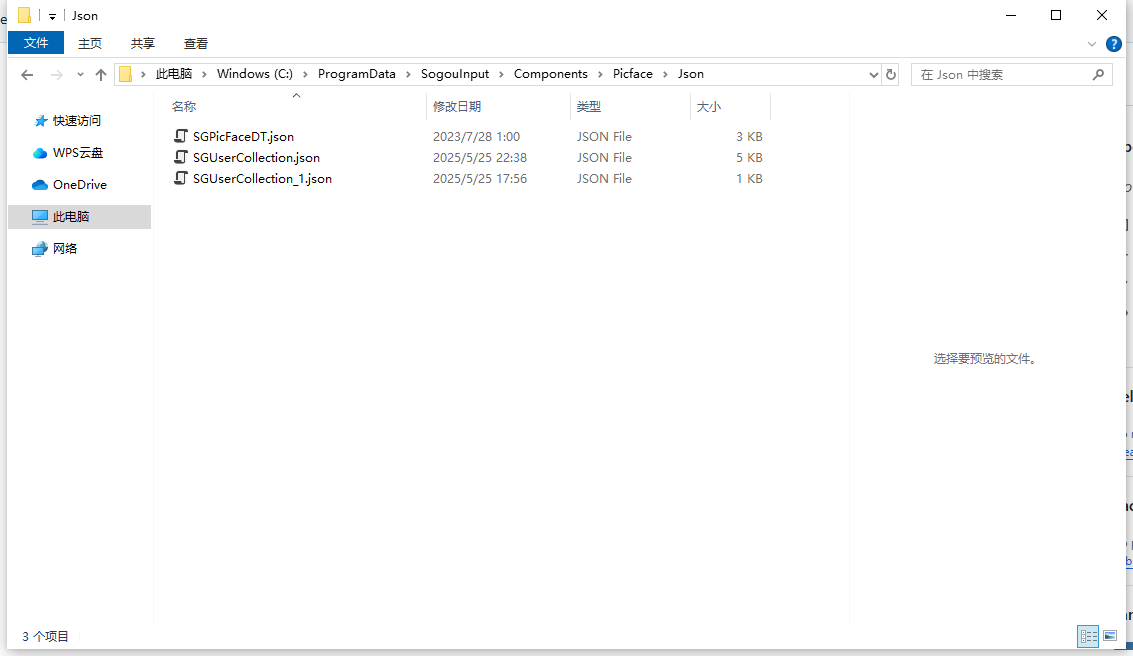 Json
文件 主页 共享 查看
此电脑 Windows (C:) ProgramData SogouInput Components Picface Json 在 Json 中搜索
名称 修改日期 类型 大小
快速访问
WPS云盘
OneDrive
此电脑
网络
SGPicFaceDT.json 2023/7/28 1:00 JSON File 3 KB
SGUserCollection.json 2025/5/25 22:38 JSON File 5 KB
SGUserCollection_1.json 2025/5/25 17:56 JSON File 1 KB
选择要预览的文件。
3 个项目